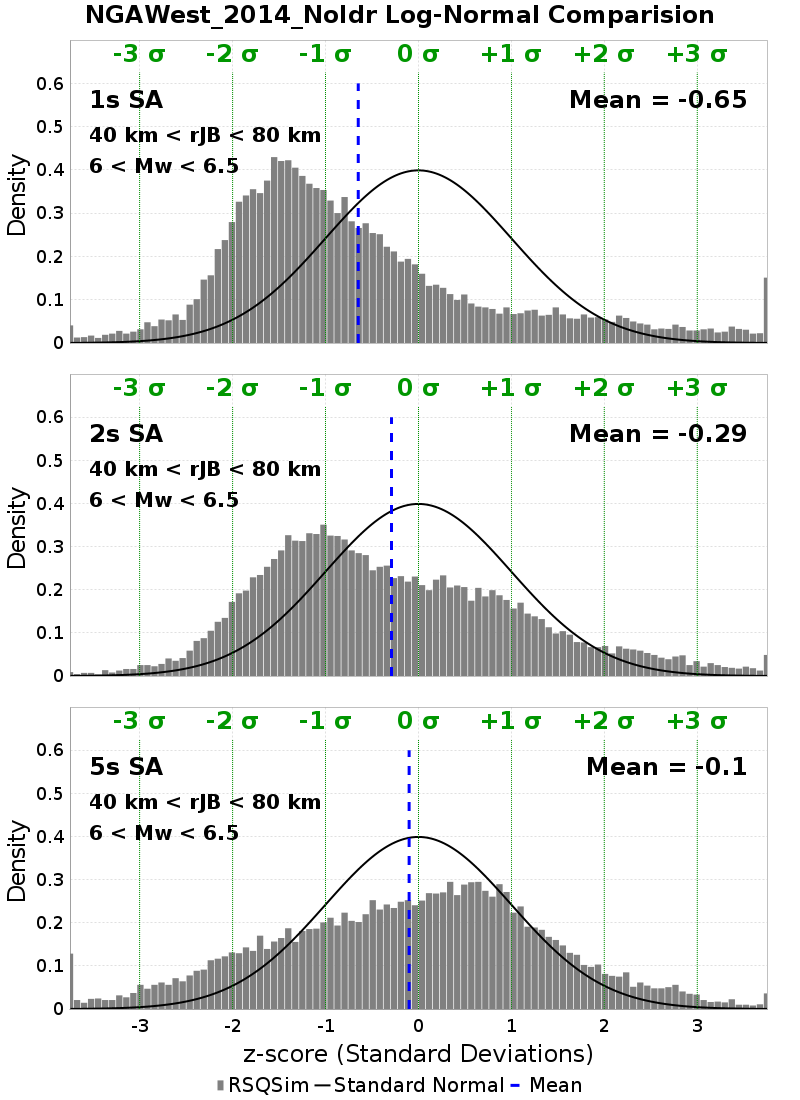 NGAWest_2014_NoIdr Log-Normal Comparision
-3 σ -2 σ -1 σ 0 σ +1 σ +2 σ +3 σ
0.6
1s SA Mean = -0.65
0.5
40 km < rJB < 80 km
6 < Mw < 6.5
0.4
0.3
0.2
0.1
0
Density
-3 σ -2 σ -1 σ 0 σ +1 σ +2 σ +3 σ
0.6
2s SA Mean = -0.29
0.5
40 km < rJB < 80 km
6 < Mw < 6.5
0.4
0.3
0.2
0.1
0
Density
-3 σ -2 σ -1 σ 0 σ +1 σ +2 σ +3 σ
0.6
5s SA Mean = -0.1
0.5
40 km < rJB < 80 km
6 < Mw < 6.5
0.4
0.3
0.2
0.1
0
Density
-3 -2 -1 0 1 2 3
z-score (Standard Deviations)
RSQSim Standard Normal Mean